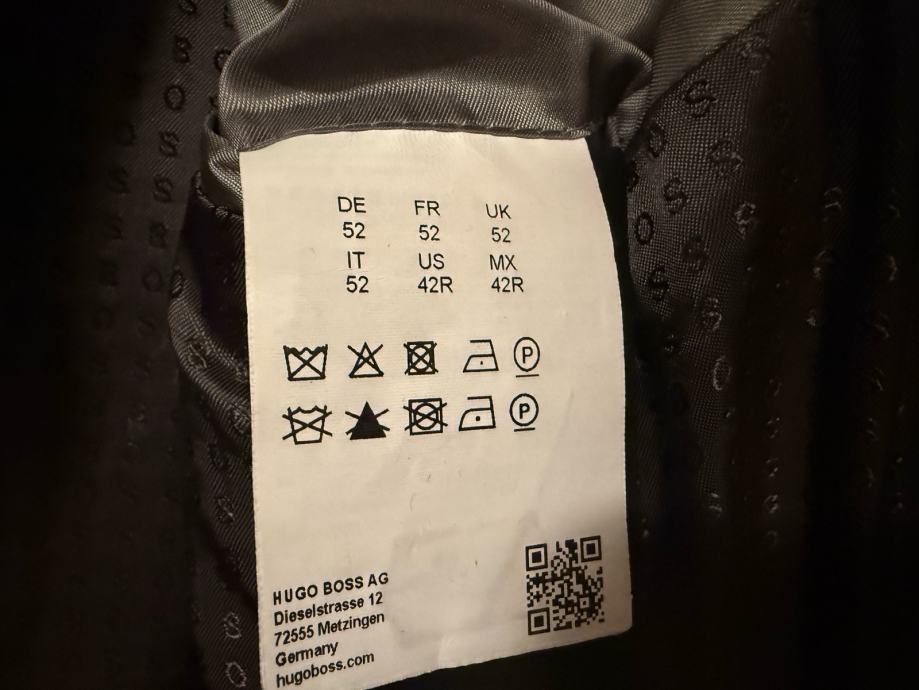 DE FR UK
52 52 52
IT US MX
52 42R 42R
P
P
HUGO BOSS AG
Dieselstrasse 12
72555 Metzingen
Germany
hugoboss.com